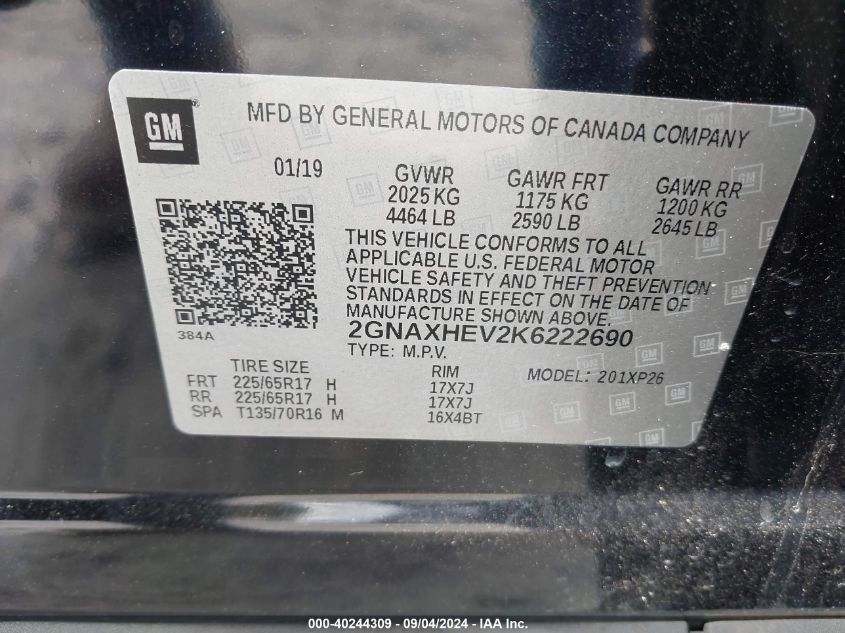 GM
MFD BY GENERAL MOTORS OF CANADA COMPANY
01/19
GVWR
2025 KG
4464 LB
GAWR FRT
1175 KG
2590 LB
GAWR RR
1200 KG
2645 LB
THIS VEHICLE CONFORMS TO ALL
APPLICABLE U.S. FEDERAL MOTOR
VEHICLE SAFETY AND THEFT PREVENTION
STANDARDS IN EFFECT ON THE DATE OF
MANUFACTURE SHOWN ABOVE.
2GNAXHEV2K6222690
TYPE: M.P.V.
384A
TIRE SIZE
RIM
MODEL: 201XP26
FRT 225/65R17 H 17X7J
RR 225/65R17 H 17X7J
SPA T135/70R16 M 16X4BT
000-40244309 - 09/04/2024 - IAA Inc.